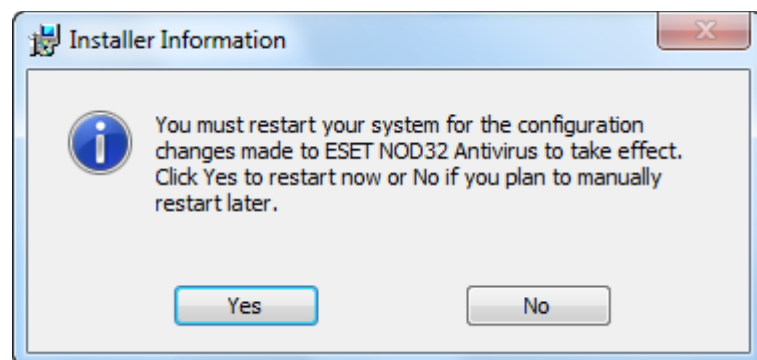 Installer Information
You must restart your system for the configuration
changes made to ESET NOD32 Antivirus to take effect.
Click Yes to restart now or No if you plan to manually
restart later.
Yes No